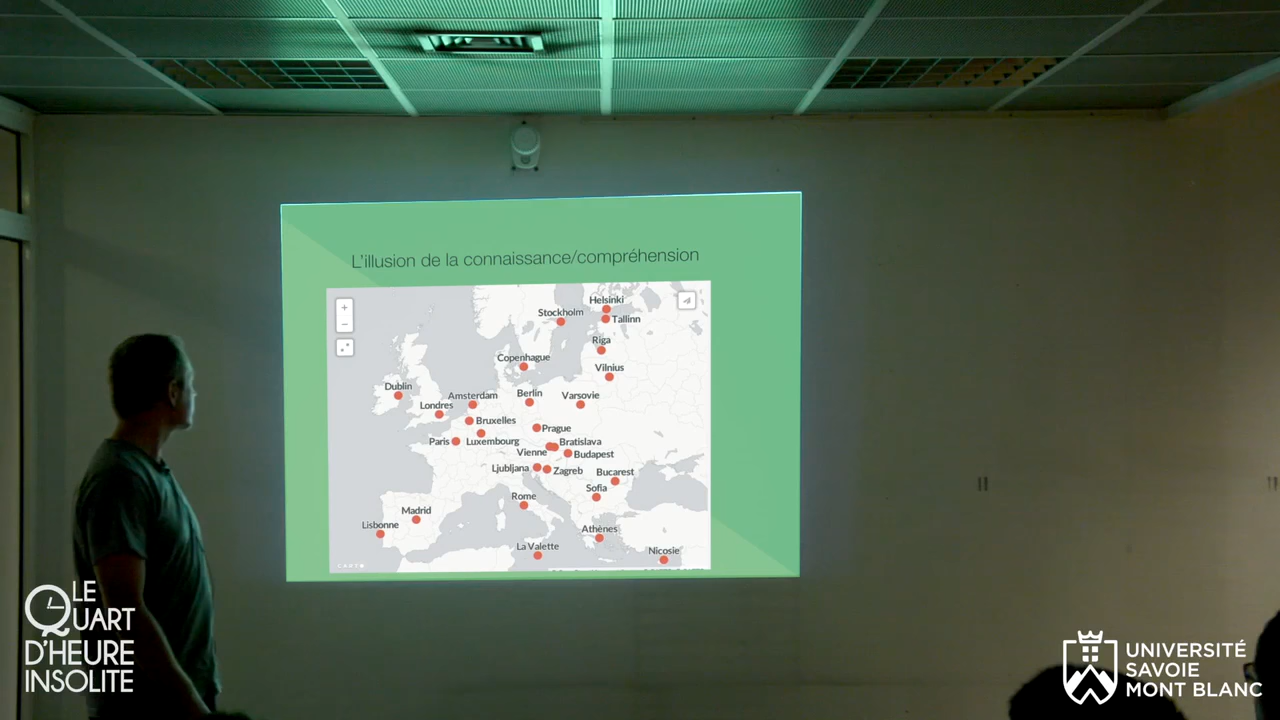 L'illusion de la connaissance/compréhension
+
−
Helsinki
Stockholm
Tallinn
Riga
Copenhague
Vilnius
Dublin
Amsterdam
Berlin
Varsovie
Londres
Bruxelles
Prague
Paris
Luxembourg
Bratislava
Vienne
Budapest
Ljubljana
Zagreb
Bucarest
Sofia
Rome
Madrid
Lisbonne
Athènes
La Valette
Nicosie
CARTO
LE
QUART
D'HEURE
INSOLITE
UNIVERSITÉ
SAVOIE
MONT BLANC